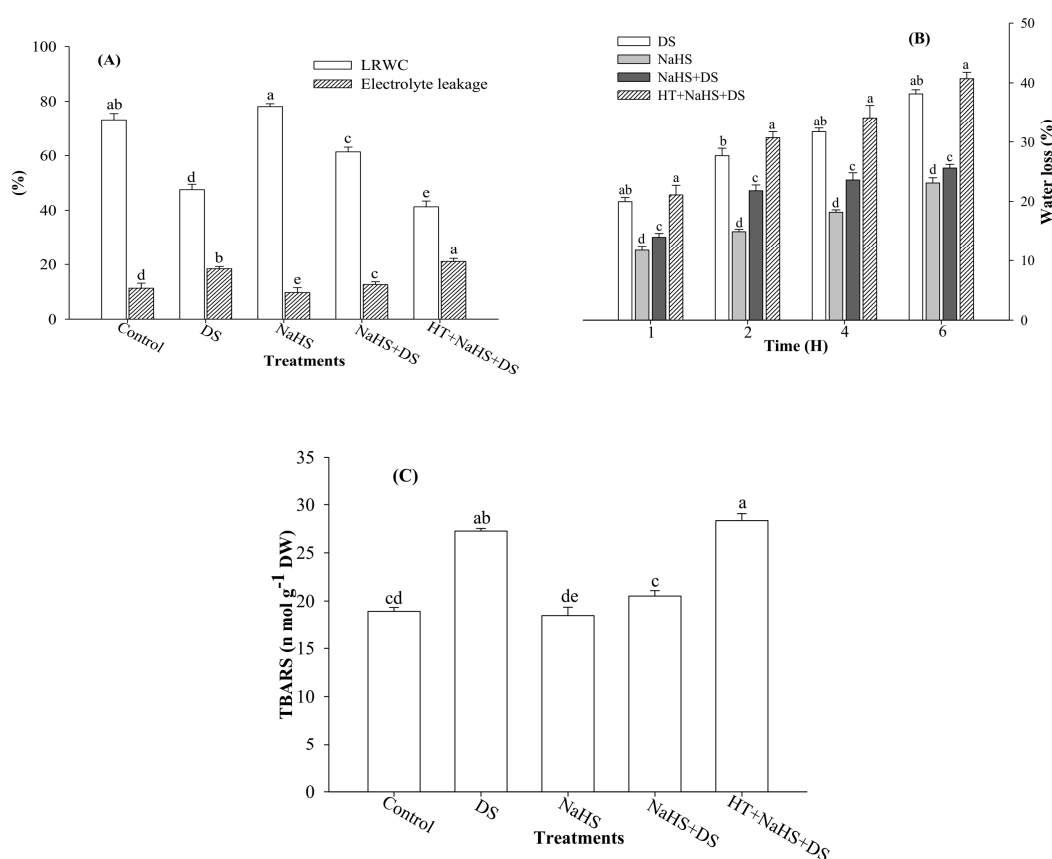 (A)
100
80
60
40
20
0
(%)
LRWC
Electrolyte leakage
ab
d
d
b
a
e
c
c
e
a
Control
DS
NaHS
NaHS+DS
HT+NaHS+DS
Treatments
(B)
DS
NaHS
NaHS+DS
HT+NaHS+DS
50
40
30
20
10
0
Water loss (%)
ab
d
c
a
b
d
c
a
ab
d
c
a
ab
d
c
a
1
2
4
6
Time (H)
(C)
35
30
25
20
15
10
5
0
TBARS (n mol g-1 DW)
cd
ab
de
c
a
Control
DS
NaHS
NaHS+DS
HT+NaHS+DS
Treatments